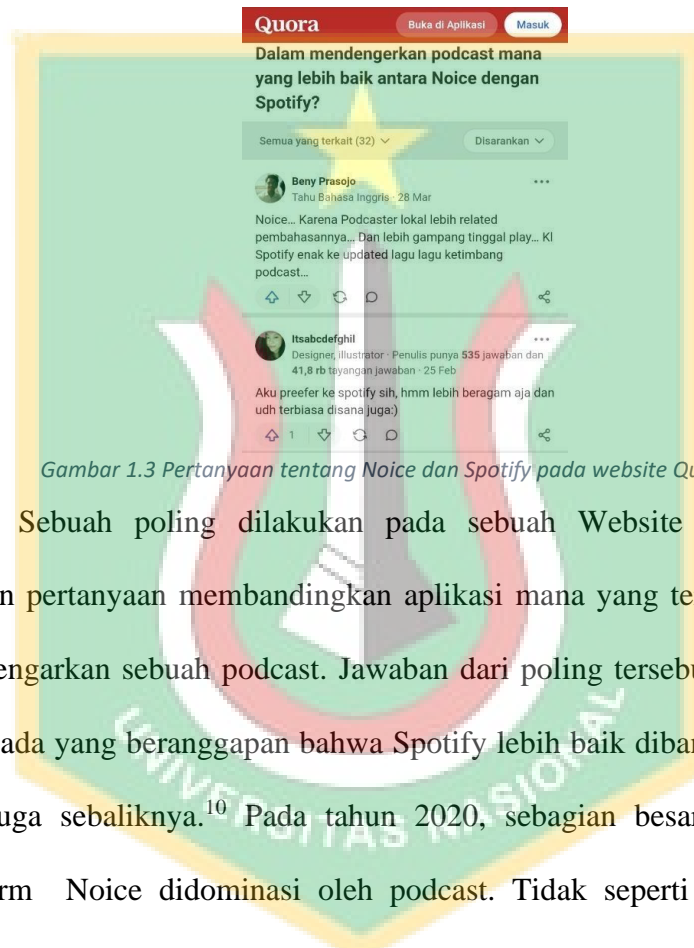 Quora Buka di Aplikasi Masuk
Dalam mendengerkan podcast mana
yang lebih baik antara Noice dengan
Spotify?
Semua yang terkait (32) Disarankan
Beny Prasojo
Tahu Bahasa Inggris · 28 Mar
Noice... Karena Podcaster lokal lebih related
pembahasannya... Dan lebih gampang tinggal play... Kl
Spotify enak ke updated lagu lagu ketimbang
podcast...
Itsabcdefghil
Designer, illustrator · Penulis punya 535 jawaban dan
41,8 rb tayangan jawaban · 25 Feb
Aku preefer ke spotify sih, hmm lebih beragam aja dan
udh terbiasa disana juga:)
1
Gambar 1.3 Pertanyaan tentang Noice dan Spotify pada website Qu
Sebuah poling dilakukan pada sebuah Website
n pertanyaan membandingkan aplikasi mana yang te
engarkan sebuah podcast. Jawaban dari poling tersebu
ada yang beranggapan bahwa Spotify lebih baik diban
uga sebaliknya.10 Pada tahun 2020, sebagian besar
rm Noice didominasi oleh podcast. Tidak seperti
UNIVERSITAS NASIONAL